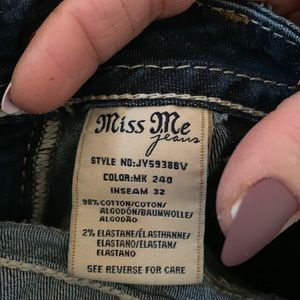 Miss Me
jeans
STYLE NO:JY5938BV
COLOR:MK 240
INSEAM 32
98% COTTON/COTON/
ALGODÓN/BAUMWOLLE/
ALGODÃO
2% ELASTANE/ÉLASTHANNE/
ELASTANO/ELASTAN/
ELASTANO
SEE REVERSE FOR CARE